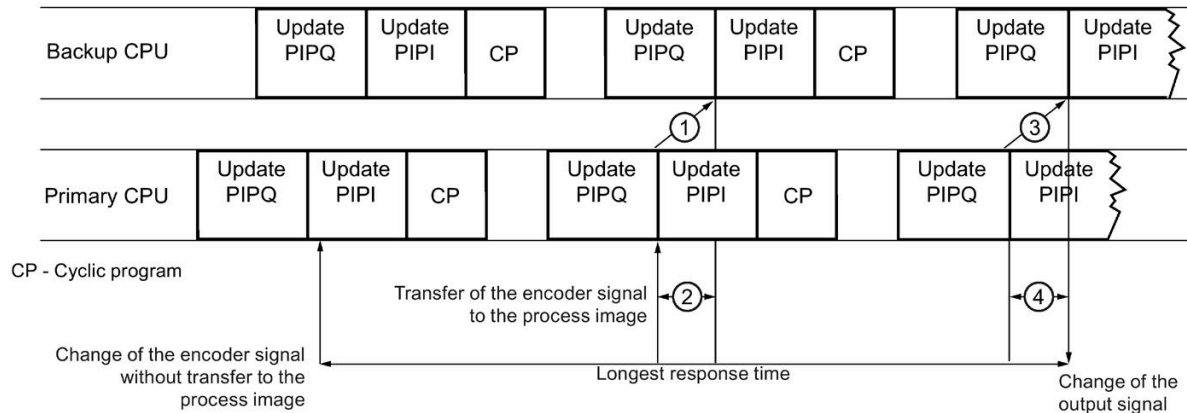 Backup CPU
Update PIPQ
Update PIPI
CP
Update PIPQ
Update PIPI
CP
Update PIPQ
Update PIPI
1
3
Primary CPU
Update PIPQ
Update PIPI
CP
Update PIPQ
Update PIPI
CP
Update PIPQ
Update PIPI
CP - Cyclic program
Transfer of the encoder signal
to the process image
2
4
Change of the encoder signal
without transfer to the
process image
Longest response time
Change of the
output signal